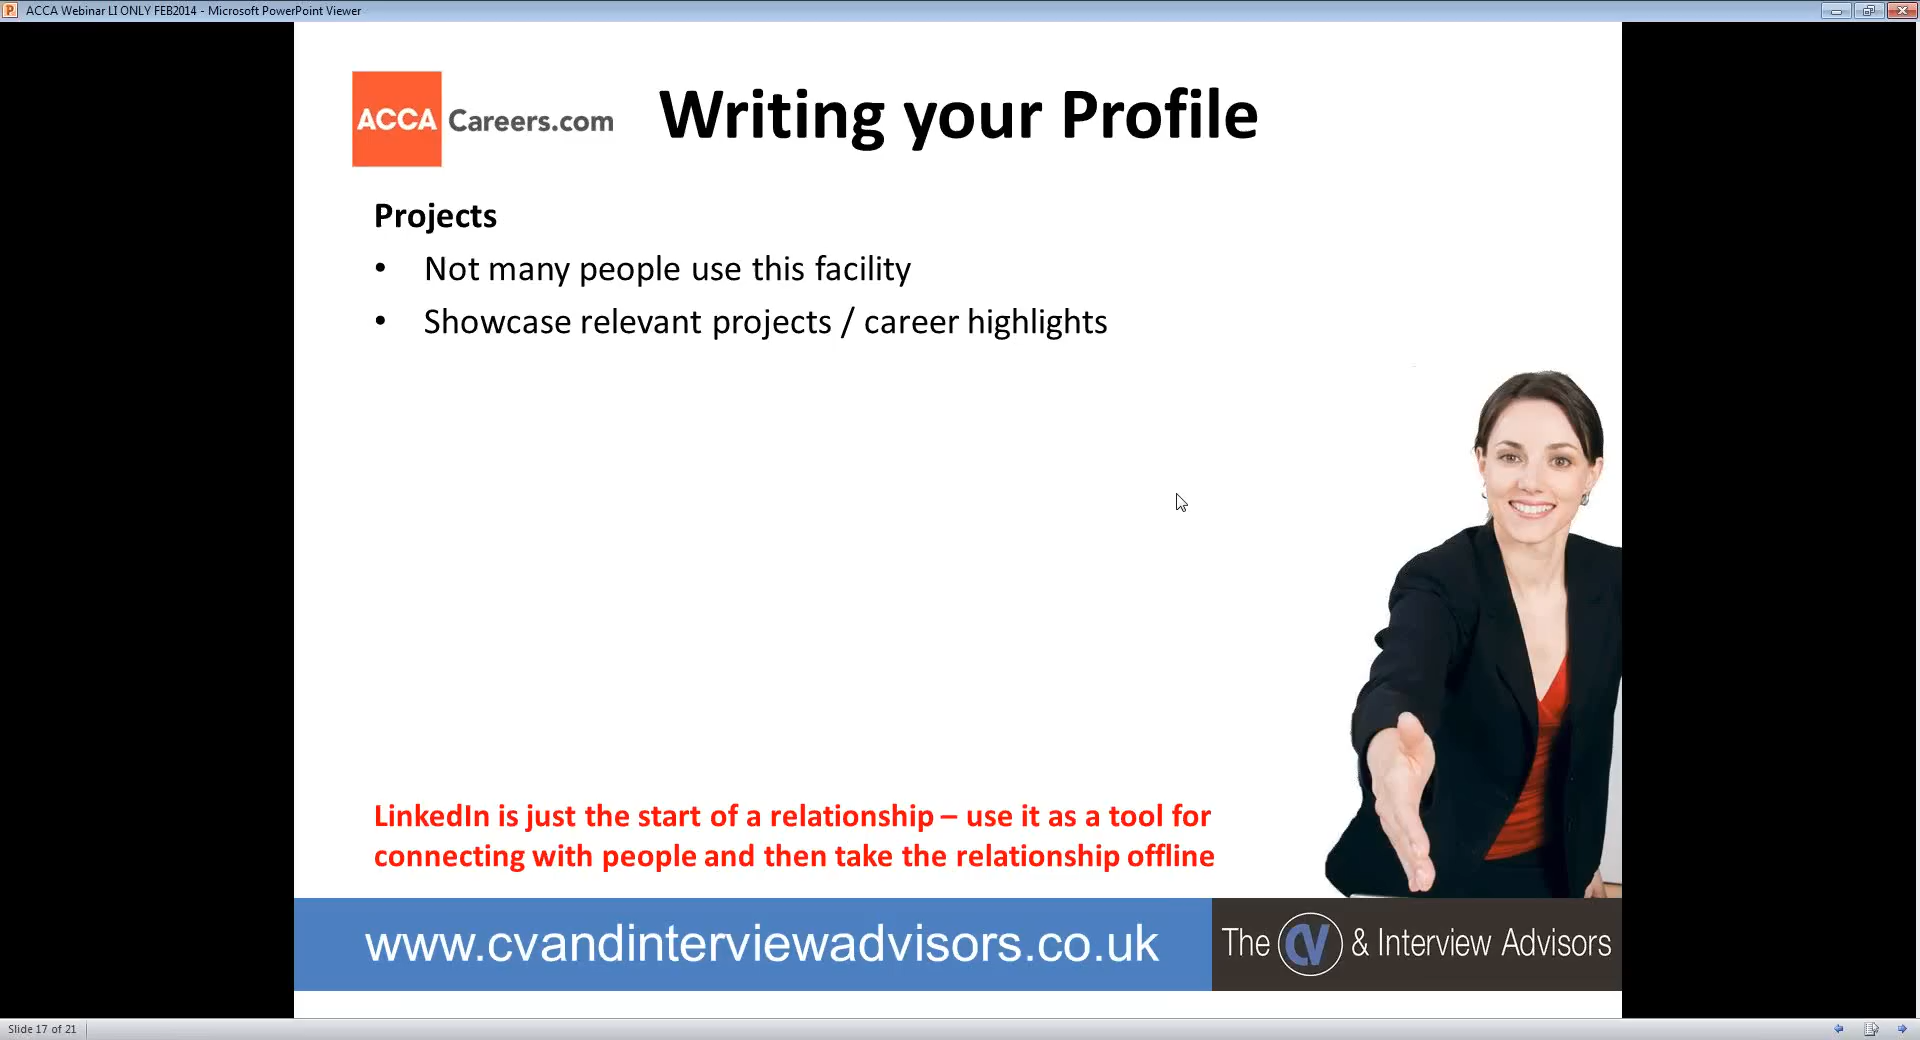 ACCA Webinar LI ONLY FEB2014 - Microsoft PowerPoint Viewer
ACCA Careers.com
Writing your Profile
Projects
• Not many people use this facility
• Showcase relevant projects / career highlights
LinkedIn is just the start of a relationship – use it as a tool for
connecting with people and then take the relationship offline
www.cvandinterviewadvisors.co.uk
The CV & Interview Advisors
Slide 17 of 21